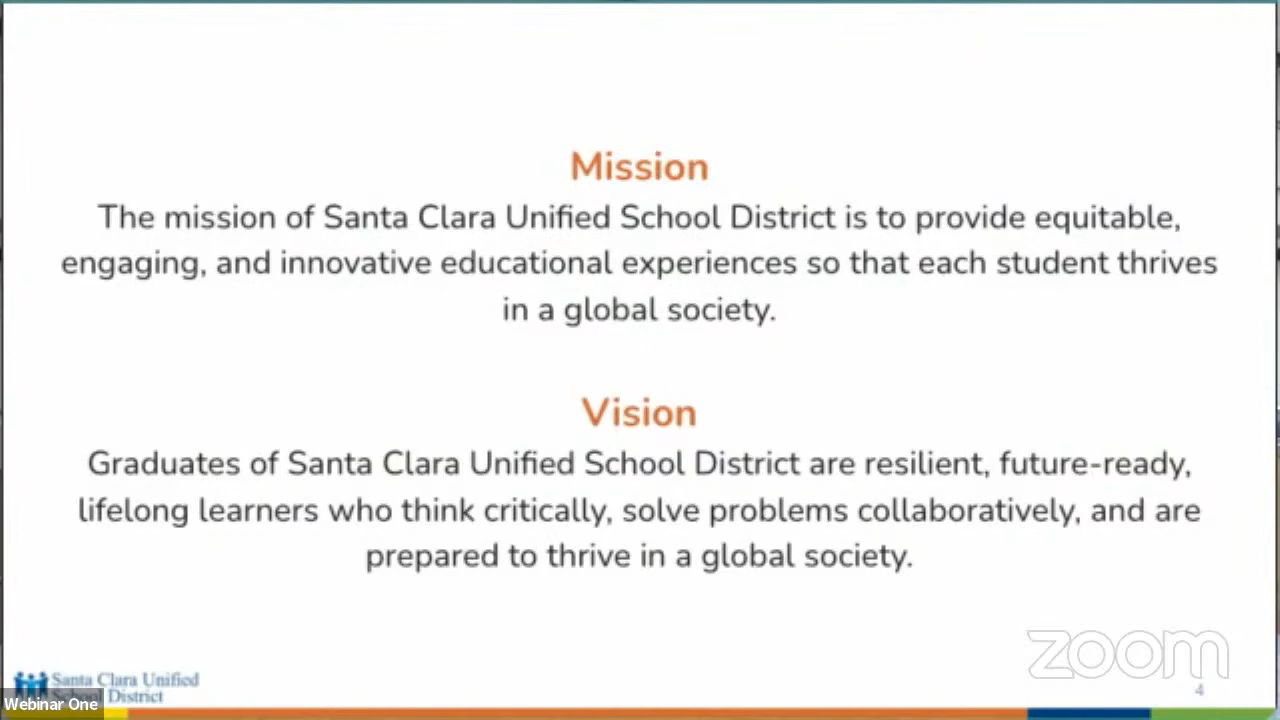 Mission
The mission of Santa Clara Unified School District is to provide equitable,
engaging, and innovative educational experiences so that each student thrives
in a global society.
Vision
Graduates of Santa Clara Unified School District are resilient, future-ready,
lifelong learners who think critically, solve problems collaboratively, and are
prepared to thrive in a global society.
zoom
Santa Clara Unified
School District
4
Webinar One